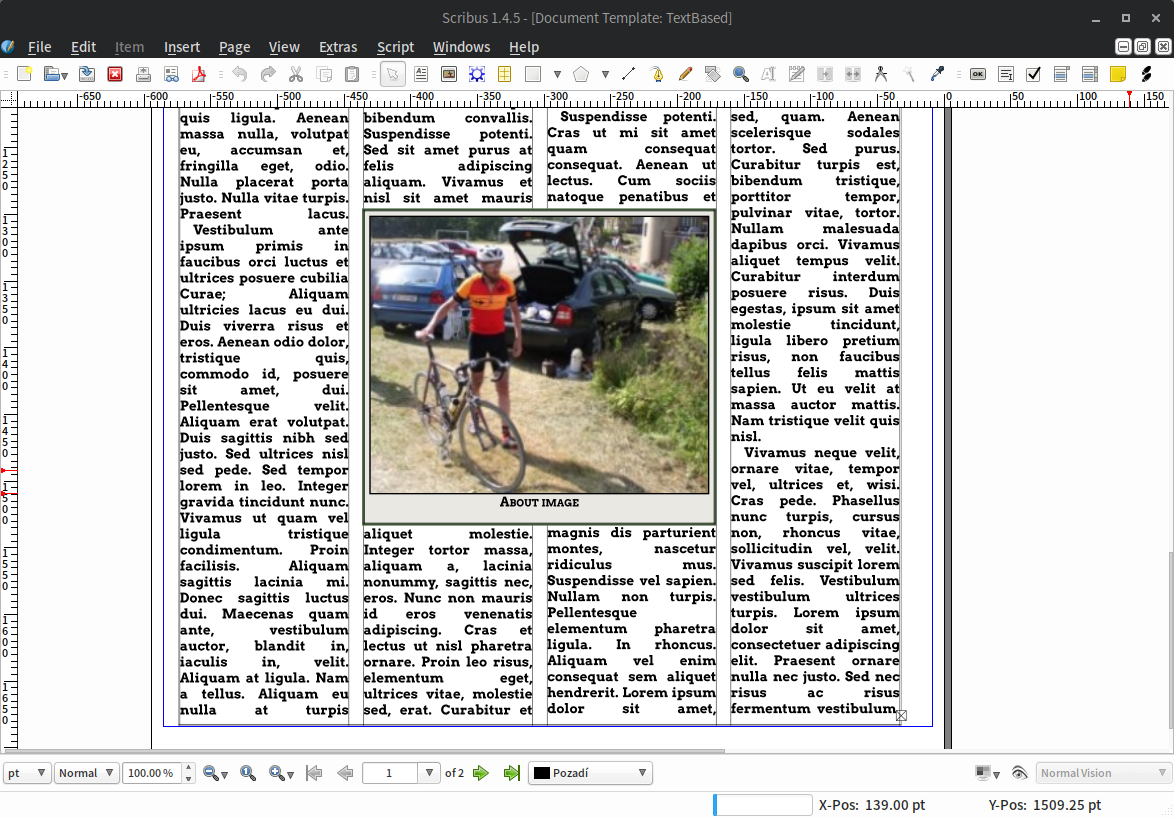 Scribus 1.4.5 - [Document Template: TextBased]
File Edit Item Insert Page View Extras Script Windows Help
-650 -600 -550 -500 -450 -400 -350 -300 -250 -200 -150 -100 -50 0 50 100 150
1250
1300
1350
1400
1450
1500
1550
1600
1650
quis ligula. Aenean
massa nulla, volutpat
eu, accumsan et,
fringilla eget, odio.
Nulla placerat porta
justo. Nulla vitae turpis.
Praesent lacus.
Vestibulum ante
ipsum primis in
faucibus orci luctus et
ultrices posuere cubilia
Curae; Aliquam
ultricies lacus eu dui.
Duis viverra risus et
eros. Aenean odio dolor,
tristique quis,
commodo id, posuere
sit amet, dui.
Pellentesque velit.
Aliquam erat volutpat.
Duis sagittis nibh sed
justo. Sed ultrices nisl
sed pede. Sed tempor
lorem in leo. Integer
gravida tincidunt nunc.
Vivamus ut quam vel
ligula tristique
condimentum. Proin
facilisis. Aliquam
sagittis lacinia mi.
Donec sagittis luctus
dui. Maecenas quam
ante, vestibulum
auctor, blandit in,
iaculis in, velit.
Aliquam at ligula. Nam
a tellus. Aliquam eu
nulla at turpis
bibendum convallis.
Suspendisse potenti.
Sed sit amet purus at
felis adipiscing
aliquam. Vivamus et
nisl sit amet mauris
aliquet molestie.
Integer tortor massa,
aliquam a, lacinia
nonummy, sagittis nec,
eros. Nunc non mauris
id eros venenatis
adipiscing. Cras et
lectus ut nisl pharetra
ornare. Proin leo risus,
elementum eget,
ultrices vitae, molestie
sed, erat. Curabitur et
Suspendisse potenti.
Cras ut mi sit amet
quam consequat
consequat. Aenean ut
lectus. Cum sociis
natoque penatibus et
About image
magnis dis parturient
montes, nascetur
ridiculus mus.
Suspendisse vel sapien.
Nullam non turpis.
Pellentesque
elementum pharetra
ligula. In rhoncus.
Aliquam vel enim
consequat sem aliquet
hendrerit. Lorem ipsum
dolor sit amet,
sed, quam. Aenean
scelerisque sodales
tortor. Sed purus.
Curabitur turpis est,
bibendum tristique,
porttitor tempor,
pulvinar vitae, tortor.
Nullam malesuada
dapibus orci. Vivamus
aliquet tempus velit.
Curabitur interdum
posuere risus. Duis
egestas, ipsum sit amet
molestie tincidunt,
ligula libero pretium
risus, non faucibus
tellus felis mattis
sapien. Ut eu velit at
massa auctor mattis.
Nam tristique velit quis
nisl.
Vivamus neque velit,
ornare vitae, tempor
vel, ultrices et, wisi.
Cras pede. Phasellus
nunc turpis, cursus
non, rhoncus vitae,
sollicitudin vel, velit.
Vivamus suscipit lorem
sed felis. Vestibulum
vestibulum ultrices
turpis. Lorem ipsum
dolor sit amet,
consectetuer adipiscing
elit. Praesent ornare
nulla nec justo. Sed nec
risus ac risus
fermentum vestibulum.
pt Normal 100.00 % 1 of 2 Pozadí Normal Vision
X-Pos: 139.00 pt Y-Pos: 1509.25 pt